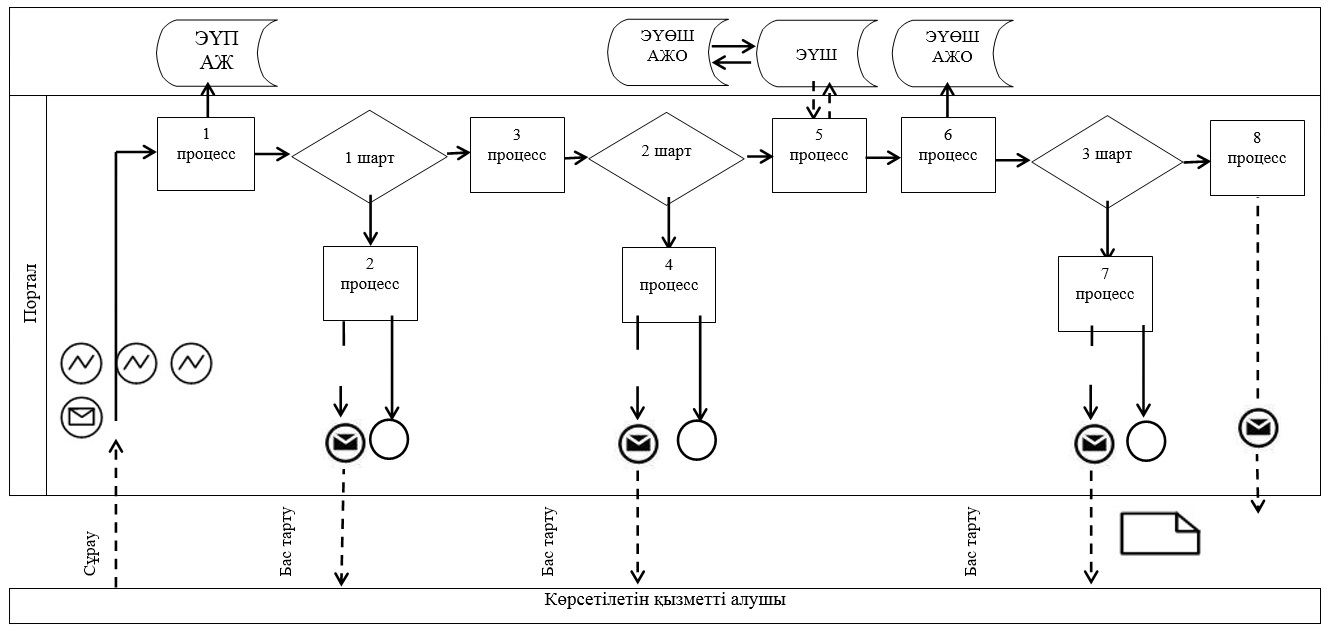 ЭҮП
АЖ
ЭҮӨШ
АЖО
ЭҮШ
ЭҮӨШ
АЖО
1
процесс
1 шарт
3
процесс
2 шарт
5
процесс
6
процесс
3 шарт
8
процесс
2
процесс
4
процесс
7
процесс
Портал
Сұрау
Бас тарту
Бас тарту
Бас тарту
Көрсетілетін қызметті алушы